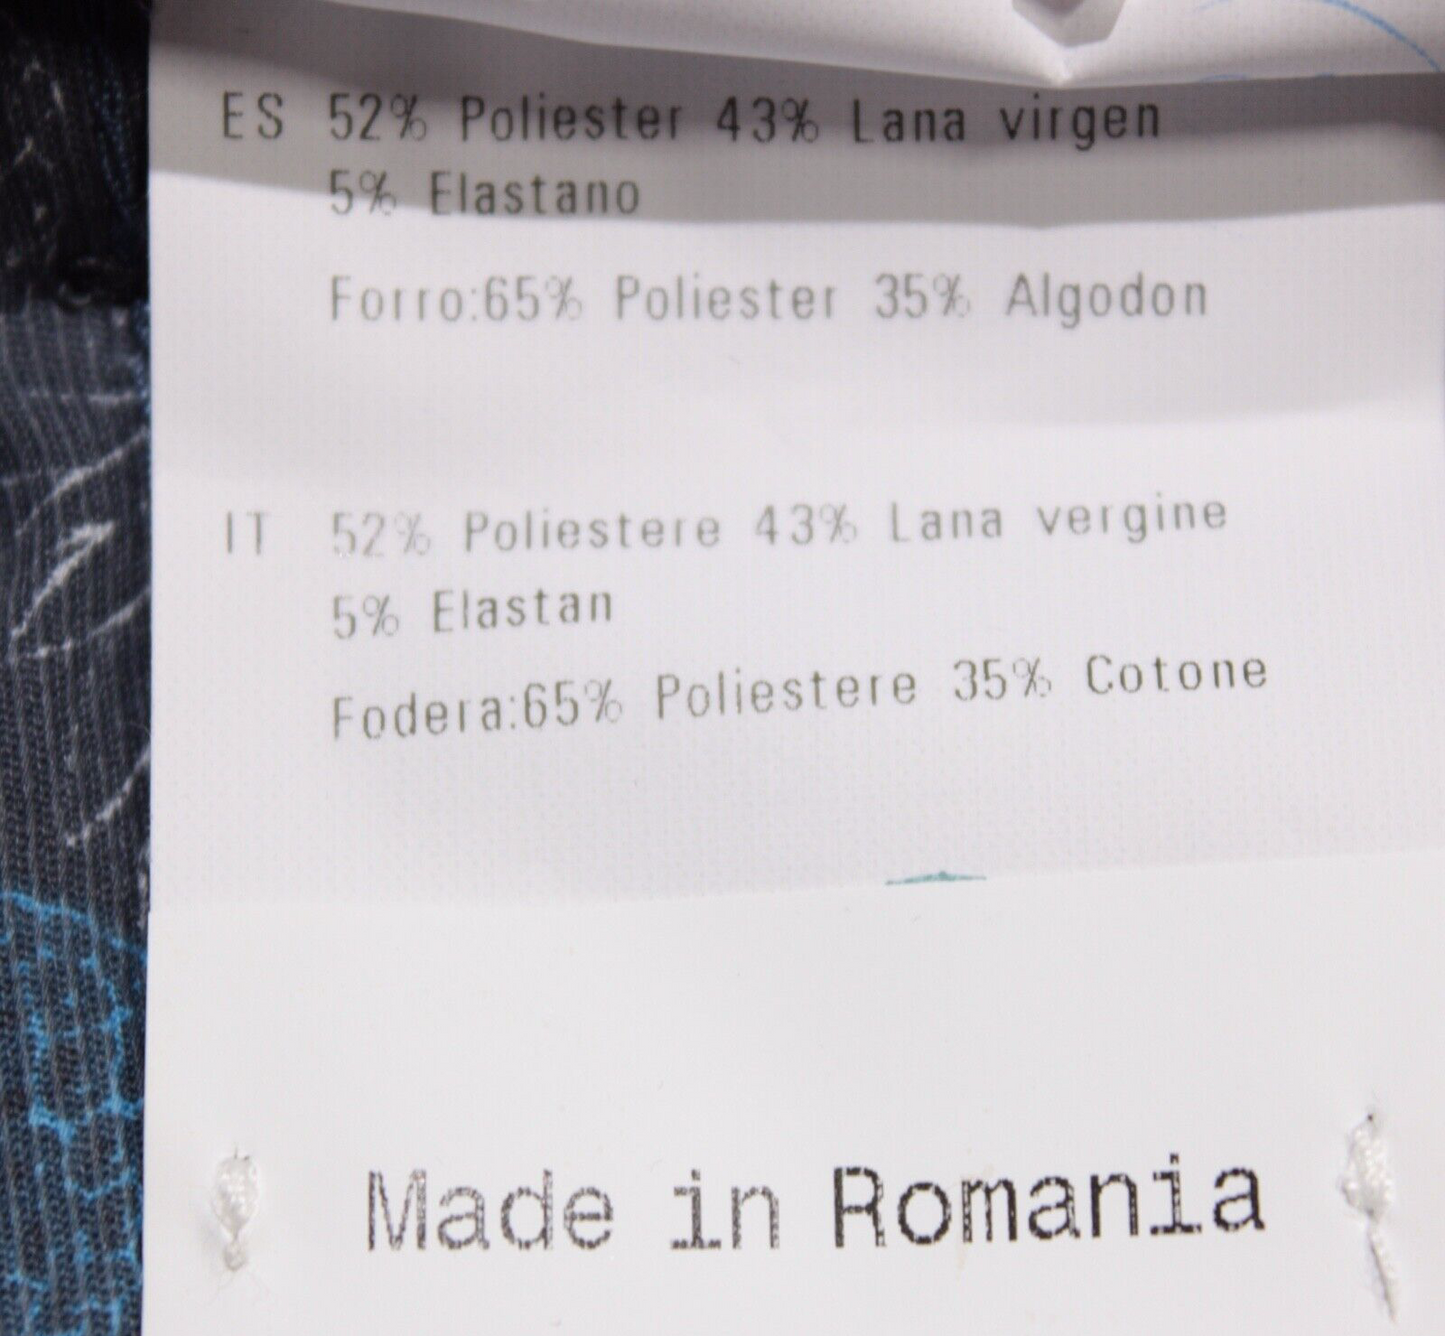 ES 52% Poliester 43% Lana virgen
5% Elastano
Forro:65% Poliester 35% Algodon
IT 52% Poliestere 43% Lana vergine
5% Elastan
Fodera:65% Poliestere 35% Cotone
Made in Romania